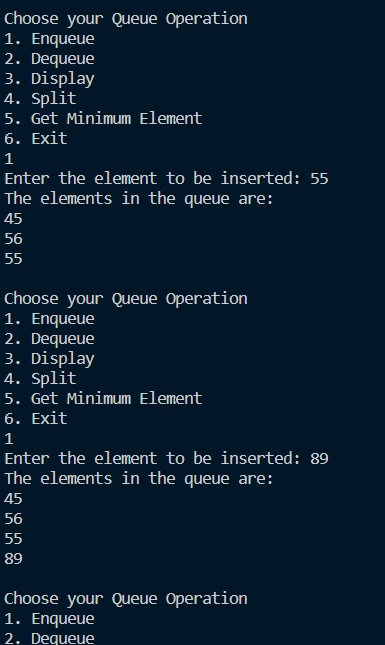 Choose your Queue Operation
1. Enqueue
2. Dequeue
3. Display
4. Split
5. Get Minimum Element
6. Exit
1
Enter the element to be inserted: 55
The elements in the queue are:
45
56
55
Choose your Queue Operation
1. Enqueue
2. Dequeue
3. Display
4. Split
5. Get Minimum Element
6. Exit
1
Enter the element to be inserted: 89
The elements in the queue are:
45
56
55
89
Choose your Queue Operation
1. Enqueue
2. Dequeue